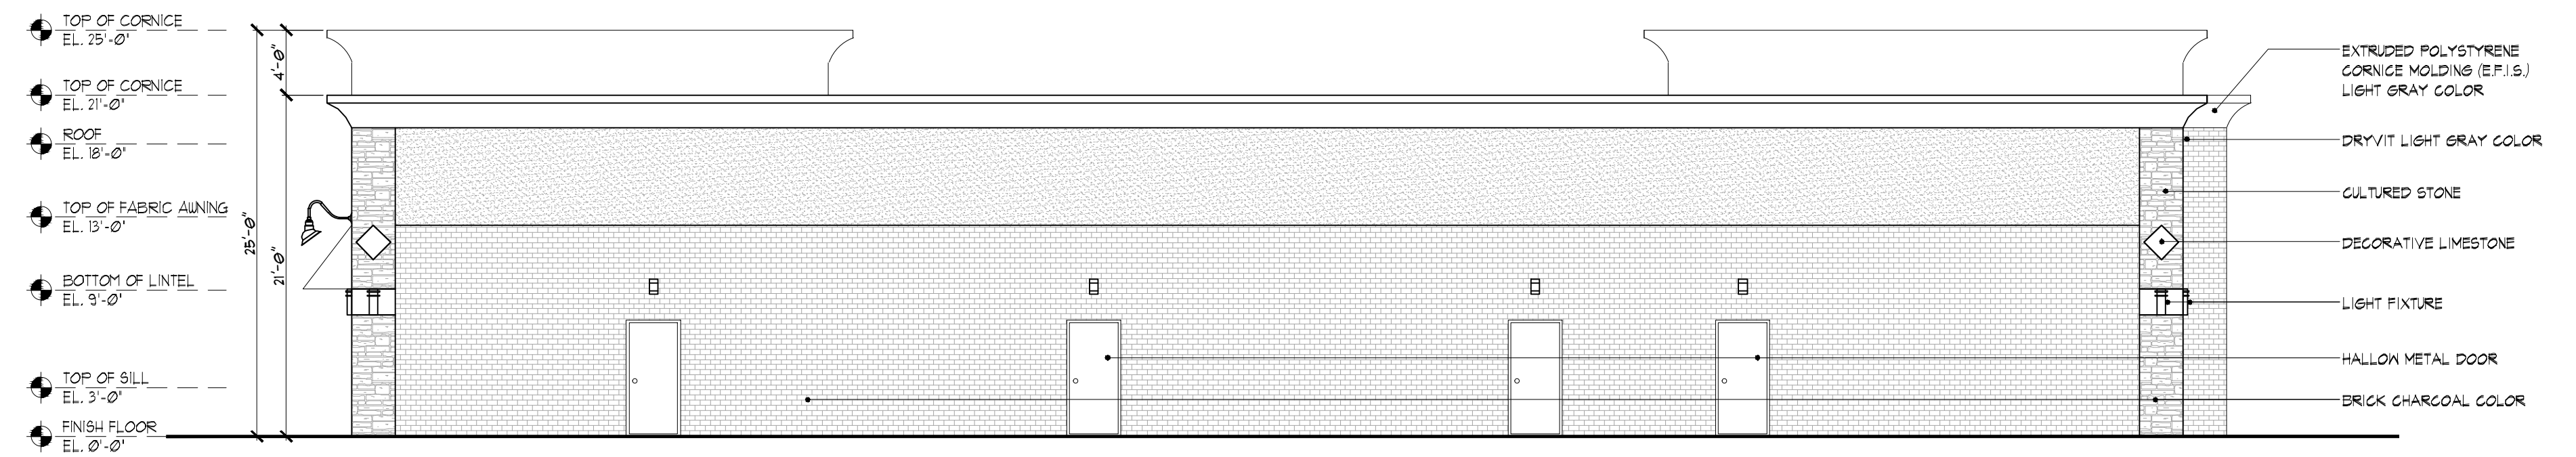 TOP OF CORNICE
EL. 25'-0"
TOP OF CORNICE
EL. 21'-0"
ROOF
EL. 18'-0"
TOP OF FABRIC AWNING
EL. 13'-0"
BOTTOM OF LINTEL
EL. 9'-0"
TOP OF SILL
EL. 3'-0"
FINISH FLOOR
EL. 0'-0"
25'-0"
4'-0"
21'-0"
EXTRUDED POLYSTYRENE
CORNICE MOLDING (E.F.I.S.)
LIGHT GRAY COLOR
DRYVIT LIGHT GRAY COLOR
CULTURED STONE
DECORATIVE LIMESTONE
LIGHT FIXTURE
HALLOW METAL DOOR
BRICK CHARCOAL COLOR